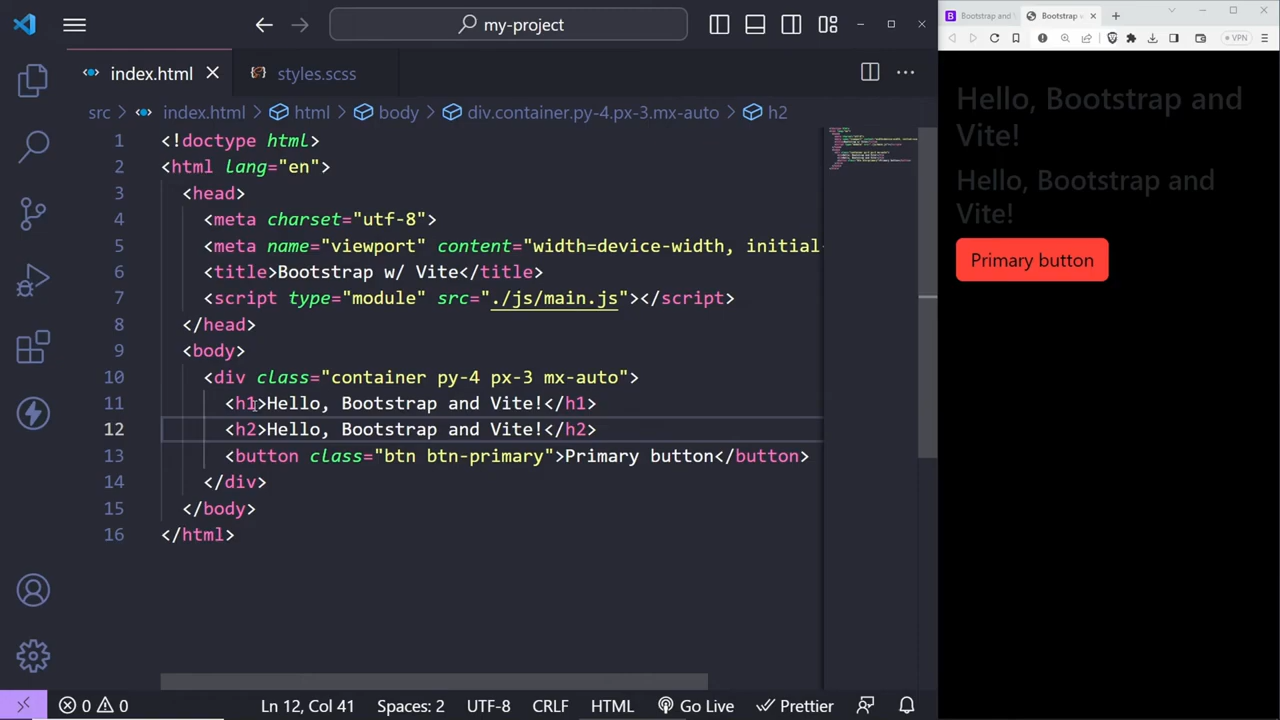 my-project
index.html
styles.scss
src > index.html > html > body > div.container.py-4.px-3.mx-auto > h2
1 <!doctype html>
2 <html lang="en">
3 <head>
4 <meta charset="utf-8">
5 <meta name="viewport" content="width=device-width, initial-
6 <title>Bootstrap w/ Vite</title>
7 <script type="module" src="./js/main.js"></script>
8 </head>
9 <body>
10 <div class="container py-4 px-3 mx-auto">
11 <h1>Hello, Bootstrap and Vite!</h1>
12 <h2>Hello, Bootstrap and Vite!</h2>
13 <button class="btn btn-primary">Primary button</button>
14 </div>
15 </body>
16 </html>
0 0
Ln 12, Col 41
Spaces: 2
UTF-8
CRLF
HTML
Go Live
Prettier
Bootstrap and
Bootstrap
VPN
Hello, Bootstrap and
Vite!
Hello, Bootstrap and
Vite!
Primary button